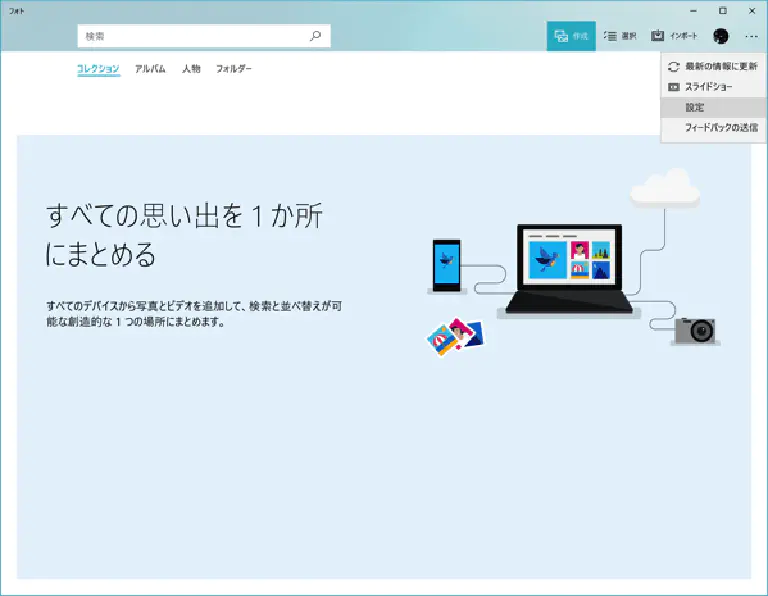 フォト
検索
作成
選択
インポート
コレクション
アルバム
人物
フォルダー
最新の情報に更新
スライドショー
設定
フィードバックの送信
すべての思い出を 1 か所
にまとめる
すべてのデバイスから写真とビデオを追加して、検索と並べ替えが可
能な創造的な 1 つの場所にまとめます。